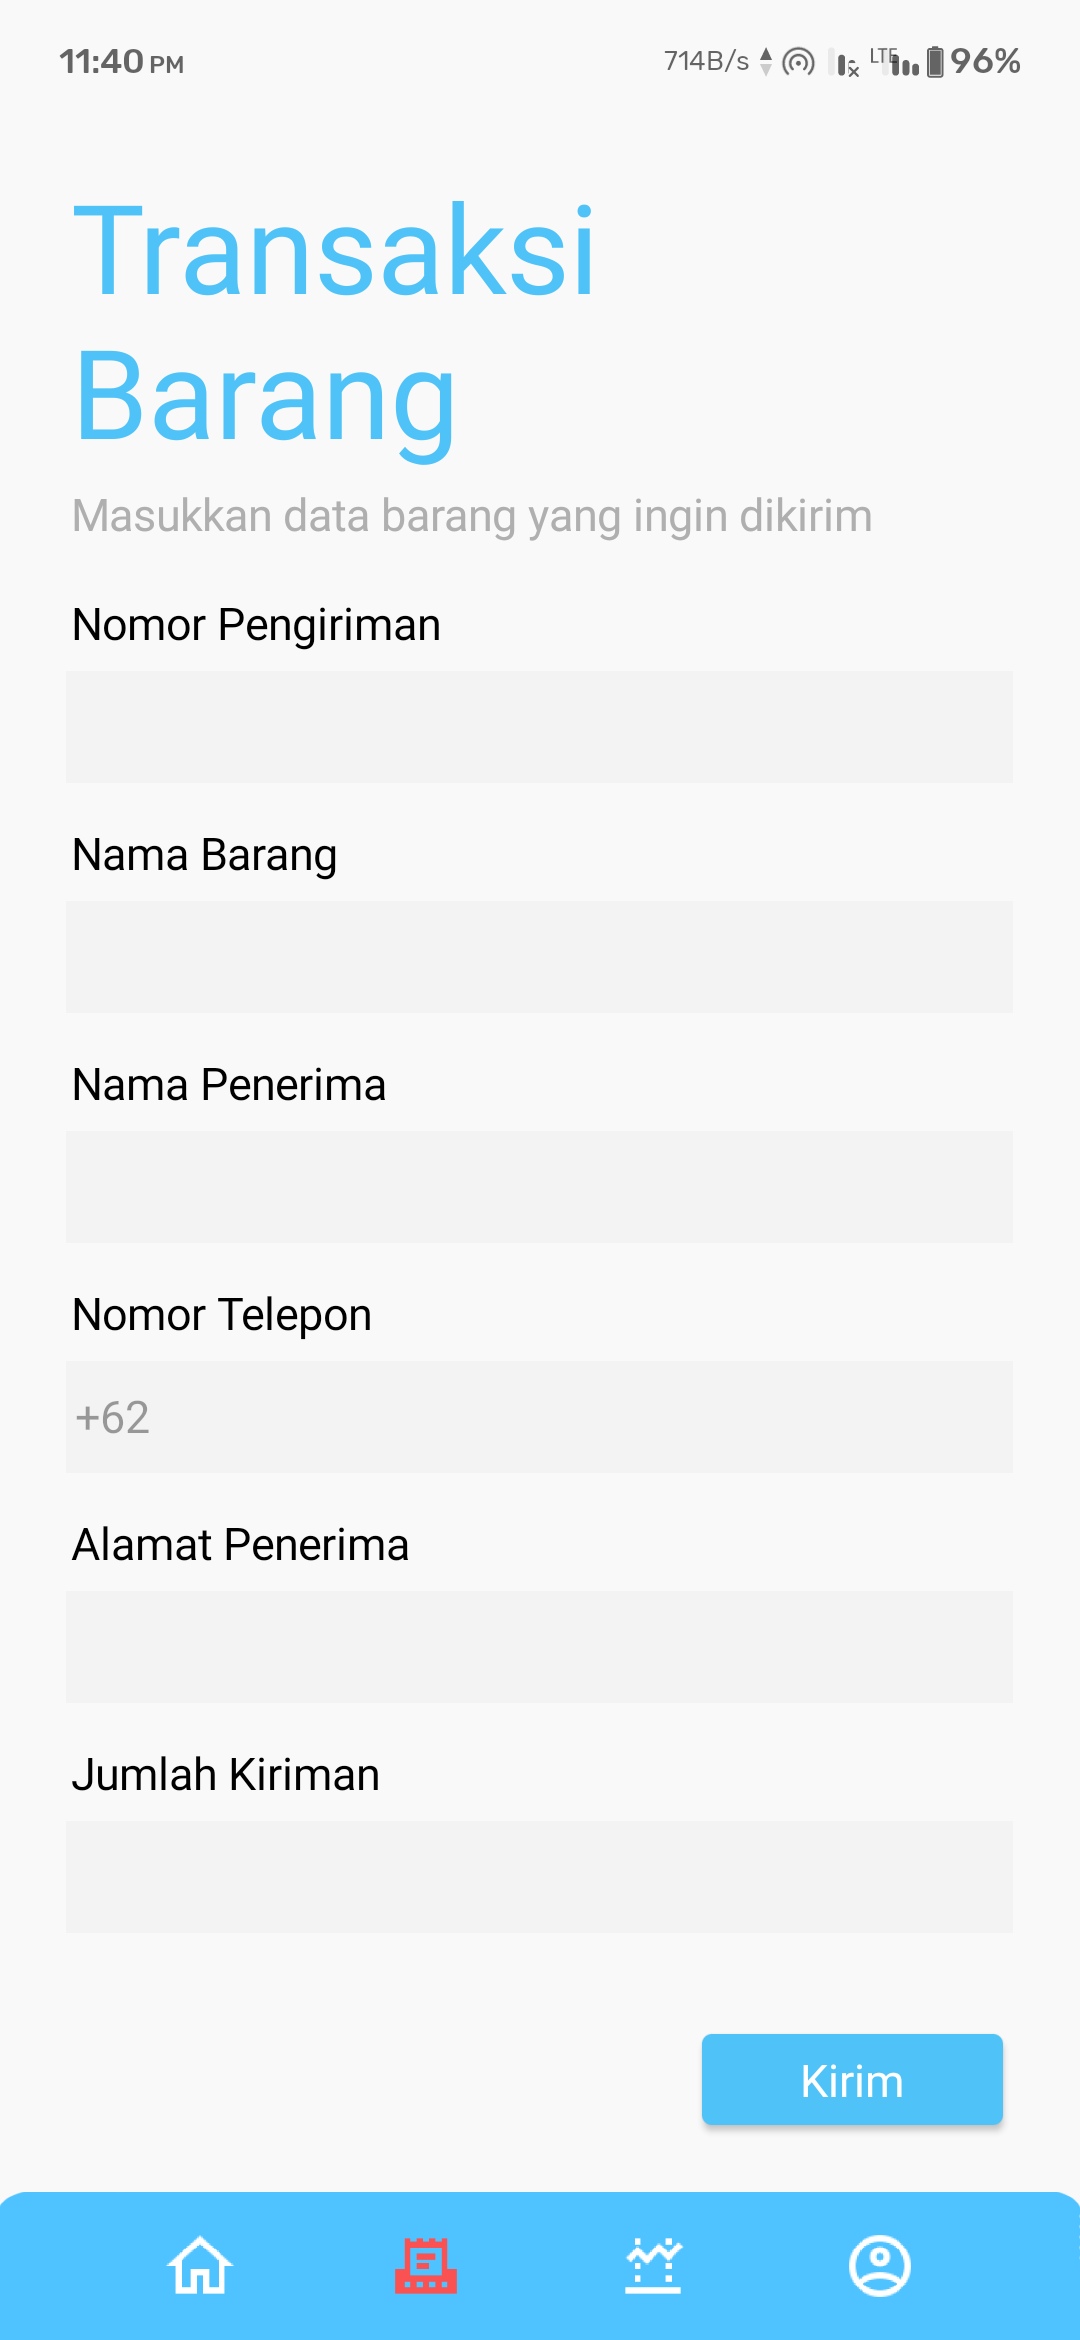 11:40 PM 714B/s LTE 96%
Transaksi
Barang
Masukkan data barang yang ingin dikirim
Nomor Pengiriman
Nama Barang
Nama Penerima
Nomor Telepon
+62
Alamat Penerima
Jumlah Kiriman
Kirim